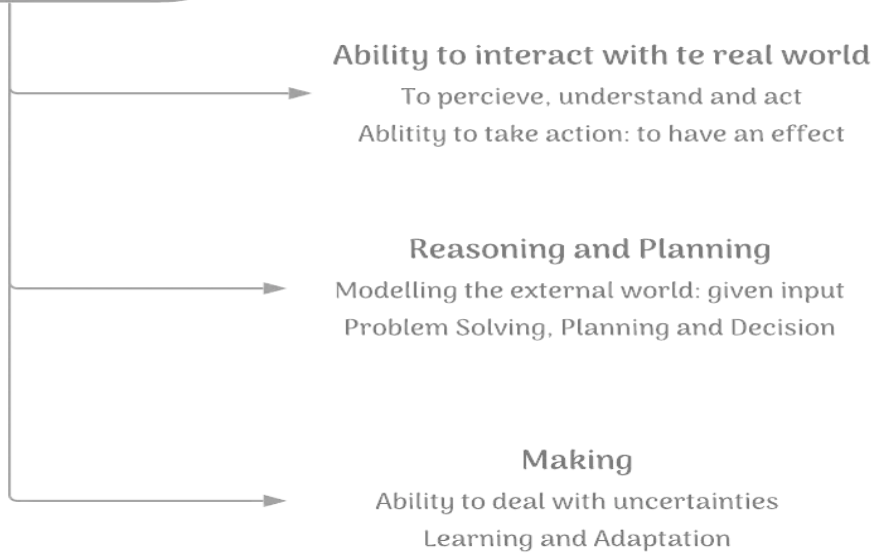 Ability to interact with te real world
To percieve, understand and act
Ablitity to take action: to have an effect
Reasoning and Planning
Modelling the external world: given input
Problem Solving, Planning and Decision
Making
Ability to deal with uncertainties
Learning and Adaptation